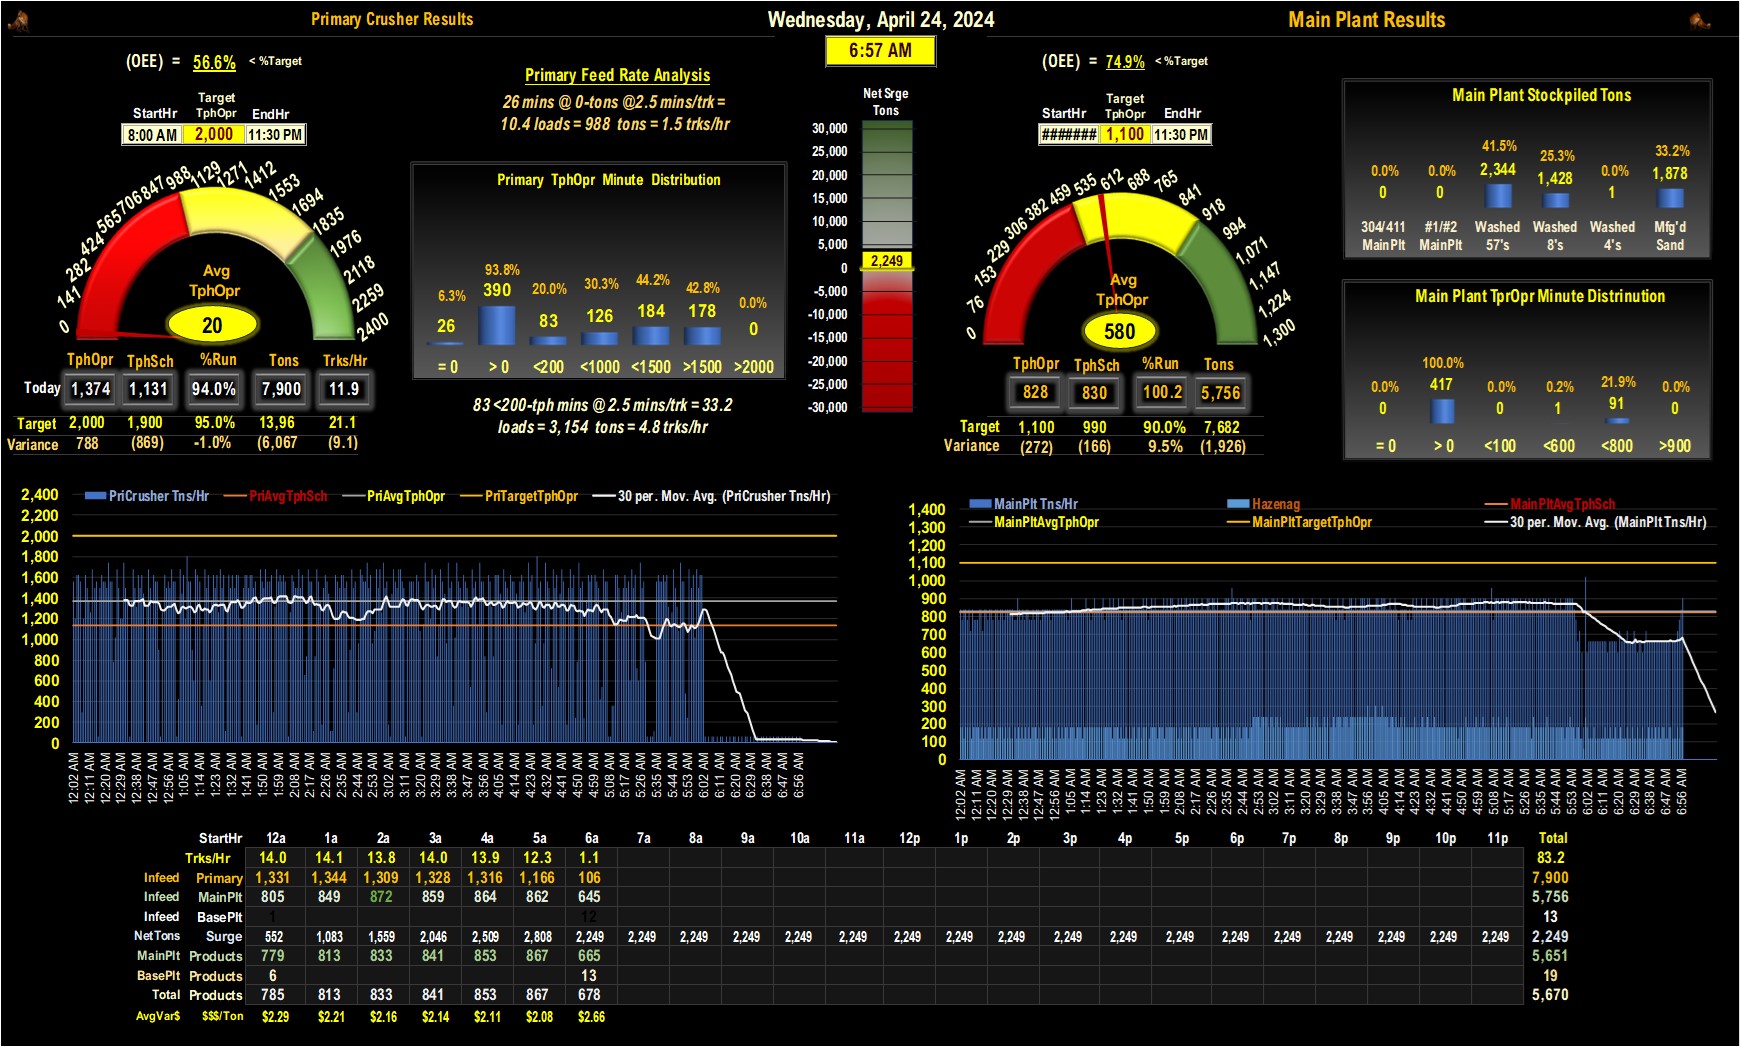 Primary Crusher Results
Wednesday, April 24, 2024
Main Plant Results
6:57 AM
(OEE) = 56.6% < %Target
StartHr Target TphOpr EndHr
8:00 AM 2,000 11:30 PM
0 141 282 424 565 706 847 988 1129 1271 1412 1553 1694 1835 1976 2118 2259 2400
Avg
TphOpr
20
TphOpr TphSch %Run Tons Trks/Hr
Today 1,374 1,131 94.0% 7,900 11.9
Target 2,000 1,900 95.0% 13,96 21.1
Variance 788 (869) -1.0% (6,067 (9.1)
Primary Feed Rate Analysis
26 mins @ 0-tons @2.5 mins/trk =
10.4 loads = 988 tons = 1.5 trks/hr
Primary TphOpr Minute Distribution
6.3% 93.8% 20.0% 30.3% 44.2% 42.8% 0.0%
26 390 83 126 184 178 0
= 0 > 0 <200 <1000 <1500 >1500 >2000
83 <200-tph mins @ 2.5 mins/trk = 33.2
loads = 3,154 tons = 4.8 trks/hr
Net Srge
Tons
30,000
25,000
20,000
15,000
10,000
5,000
2,249
0
-5,000
-10,000
-15,000
-20,000
-25,000
-30,000
(OEE) = 74.9% < %Target
StartHr Target TphOpr EndHr
####### 1,100 11:30 PM
0 76 153 229 306 382 459 535 612 688 765 841 918 994 1,071 1,147 1,224 1,300
Avg
TphOpr
580
TphOpr TphSch %Run Tons
828 830 100.2 5,756
Target 1,100 990 90.0% 7,682
Variance (272) (166) 9.5% (1,926)
Main Plant Stockpiled Tons
0.0% 0.0% 41.5% 25.3% 0.0% 33.2%
0 0 2,344 1,428 1 1,878
304/411 #1/#2 Washed Washed Washed Mfg'd
MainPlt MainPlt 57's 8's 4's Sand
Main Plant TprOpr Minute Distrinution
0.0% 100.0% 0.0% 0.2% 21.9% 0.0%
0 417 0 1 91 0
= 0 > 0 <100 <600 <800 >900
PriCrusher Tns/Hr PriAvgTphSch PriAvgTphOpr PriTargetTphOpr 30 per. Mov. Avg. (PriCrusher Tns/Hr)
2,400
2,200
2,000
1,800
1,600
1,400
1,200
1,000
800
600
400
200
0
12:02 AM 12:11 AM 12:20 AM 12:29 AM 12:38 AM 12:47 AM 12:56 AM 1:05 AM 1:14 AM 1:23 AM 1:32 AM 1:41 AM 1:50 AM 1:59 AM 2:08 AM 2:17 AM 2:26 AM 2:35 AM 2:44 AM 2:53 AM 3:02 AM 3:11 AM 3:20 AM 3:29 AM 3:38 AM 3:47 AM 3:56 AM 4:05 AM 4:14 AM 4:23 AM 4:32 AM 4:41 AM 4:50 AM 4:59 AM 5:08 AM 5:17 AM 5:26 AM 5:35 AM 5:44 AM 5:53 AM 6:02 AM 6:11 AM 6:20 AM 6:29 AM 6:38 AM 6:47 AM 6:56 AM
MainPlt Tns/Hr Hazenag MainPltAvgTphSch
MainPltAvgTphOpr MainPltTargetTphOpr 30 per. Mov. Avg. (MainPlt Tns/Hr)
1,400
1,300
1,200
1,100
1,000
900
800
700
600
500
400
300
200
100
0
12:02 AM 12:11 AM 12:20 AM 12:29 AM 12:38 AM 12:47 AM 12:56 AM 1:05 AM 1:14 AM 1:23 AM 1:32 AM 1:41 AM 1:50 AM 1:59 AM 2:08 AM 2:17 AM 2:26 AM 2:35 AM 2:44 AM 2:53 AM 3:02 AM 3:11 AM 3:20 AM 3:29 AM 3:38 AM 3:47 AM 3:56 AM 4:05 AM 4:14 AM 4:23 AM 4:32 AM 4:41 AM 4:50 AM 4:59 AM 5:08 AM 5:17 AM 5:26 AM 5:35 AM 5:44 AM 5:53 AM 6:02 AM 6:11 AM 6:20 AM 6:29 AM 6:38 AM 6:47 AM 6:56 AM
StartHr 12a 1a 2a 3a 4a 5a 6a 7a 8a 9a 10a 11a 12p 1p 2p 3p 4p 5p 6p 7p 8p 9p 10p 11p Total
Trks/Hr 14.0 14.1 13.8 14.0 13.9 12.3 1.1 83.2
Infeed Primary 1,331 1,344 1,309 1,328 1,316 1,166 106 7,900
Infeed MainPlt 805 849 872 859 864 862 645 5,756
Infeed BasePlt 1 12 13
NetTons Surge 552 1,083 1,559 2,046 2,509 2,808 2,249 2,249 2,249 2,249 2,249 2,249 2,249 2,249 2,249 2,249 2,249 2,249 2,249 2,249 2,249 2,249 2,249 2,249 2,249
MainPlt Products 779 813 833 841 853 867 665 5,651
BasePlt Products 6 13 19
Total Products 785 813 833 841 853 867 678 5,670
AvgVar$ $$$/Ton $2.29 $2.21 $2.16 $2.14 $2.11 $2.08 $2.66